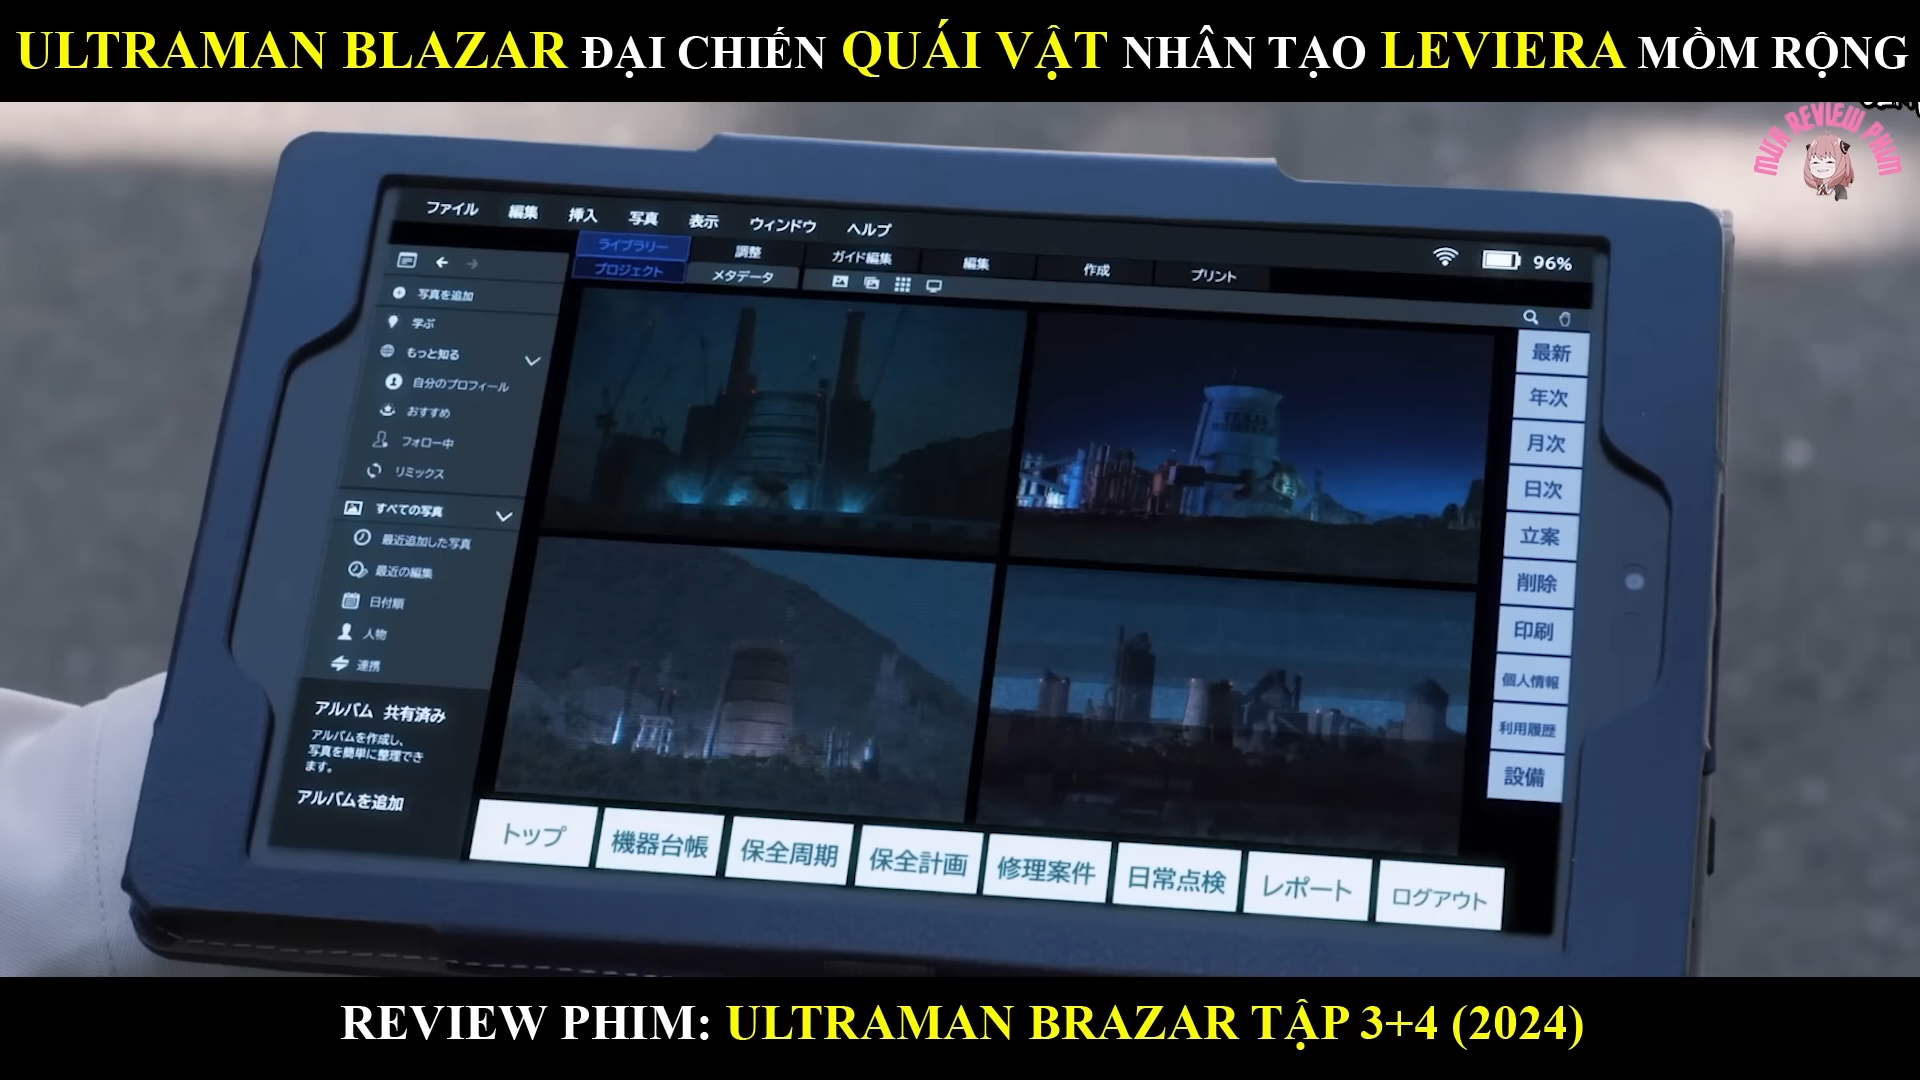 ULTRAMAN BLAZAR ĐẠI CHIẾN QUÁI VẬT NHÂN TẠO LEVIERA MỒM RỘNG
MUA REVIEW PHIM
ファイル 編集 挿入 写真 表示 ウィンドウ ヘルプ
96%
ライブラリー 調整 ガイド編集 編集 作成 プリント
プロジェクト メタデータ
写真を追加
学ぶ
もっと知る
自分のプロフィール
おすすめ
フォロー中
リミックス
すべての写真
最近追加した写真
最近の編集
日付順
人物
連携
アルバム 共有済み
アルバムを作成し、
写真を簡単に整理でき
ます。
アルバムを追加
最新
年次
月次
日次
立案
削除
印刷
個人情報
利用履歴
設備
トップ 機器台帳 保全周期 保全計画 修理案件 日常点検 レポート ログアウト
REVIEW PHIM: ULTRAMAN BRAZAR TẬP 3+4 (2024)